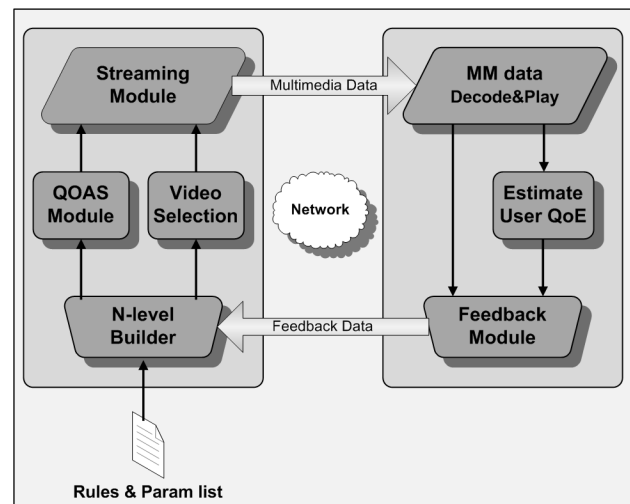 Streaming
Module
Multimedia Data
MM data
Decode&Play
QOAS
Module
Video
Selection
Network
Estimate
User QoE
N-level
Builder
Feedback Data
Feedback
Module
Rules & Param list